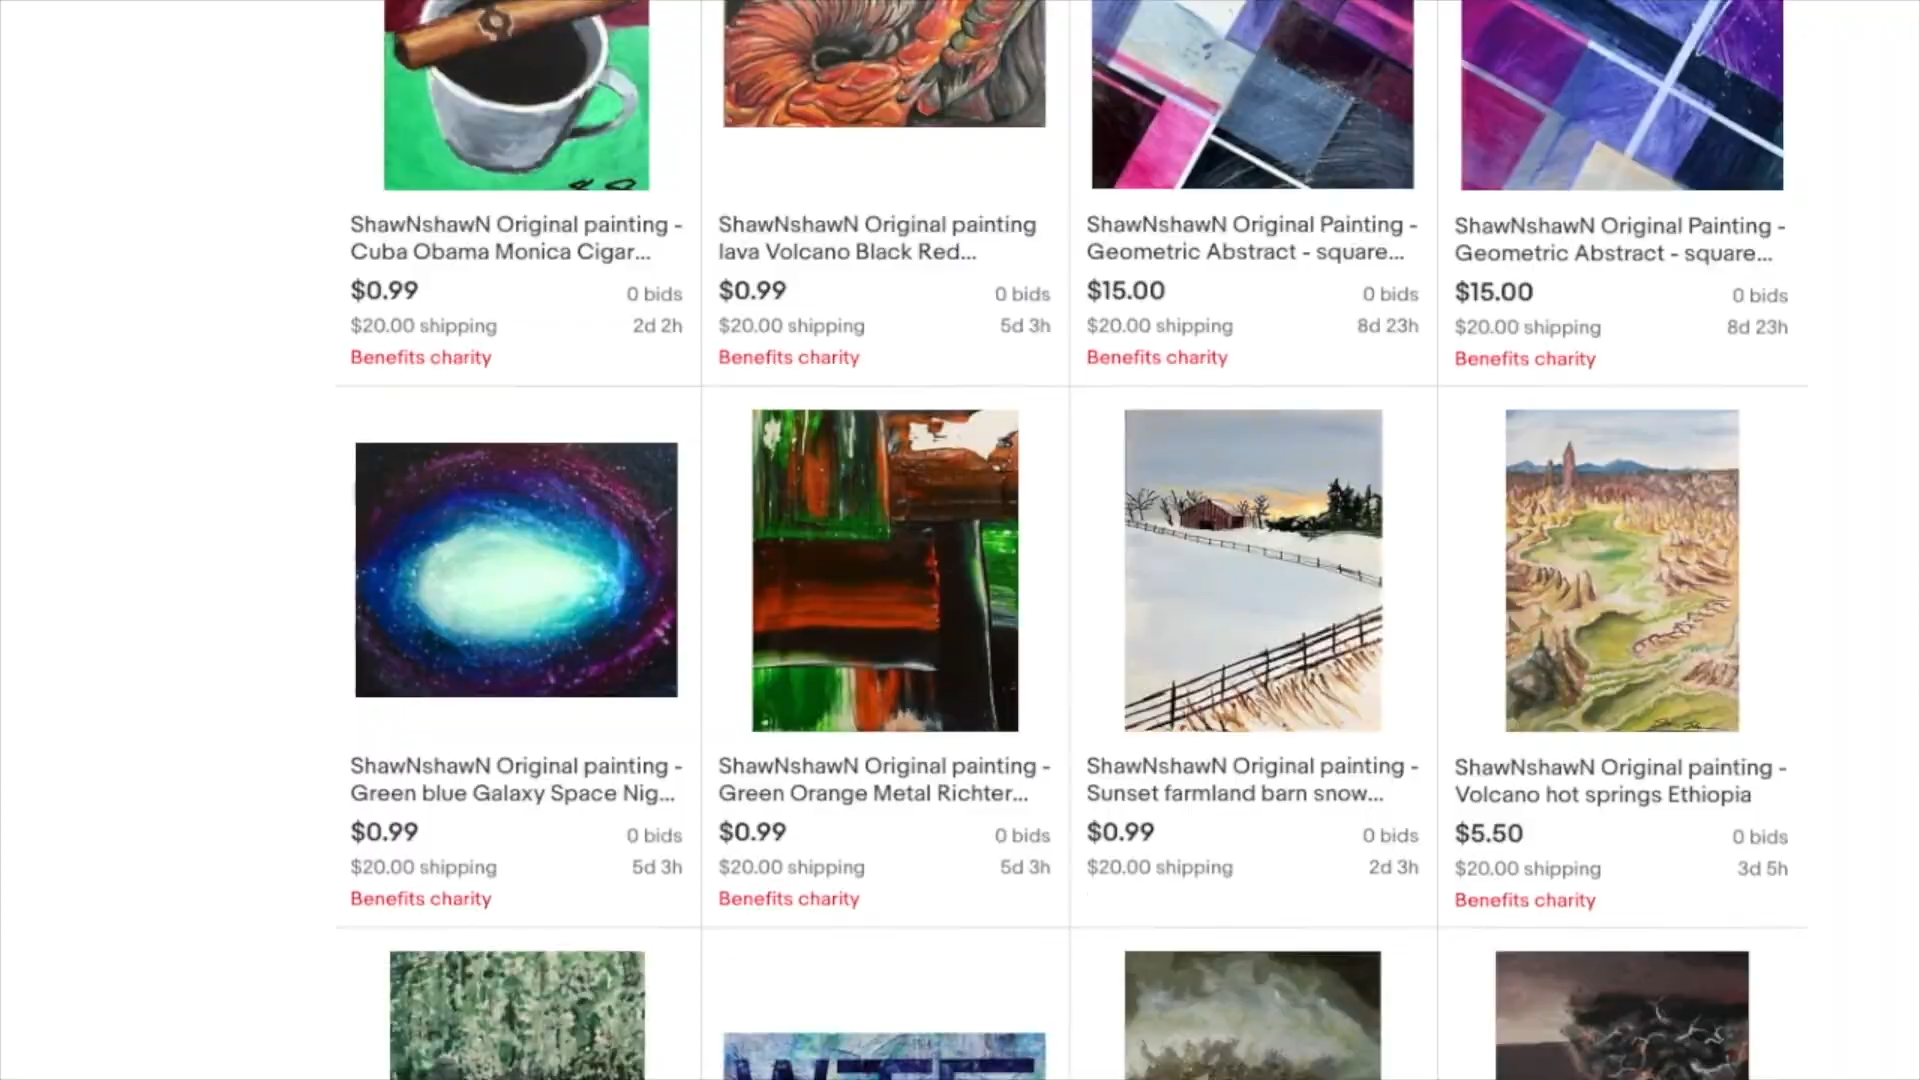 ShawNshawN Original painting -
Cuba Obama Monica Cigar...
$0.99
0 bids
$20.00 shipping
2d 2h
Benefits charity
ShawNshawN Original painting
lava Volcano Black Red...
$0.99
0 bids
$20.00 shipping
5d 3h
Benefits charity
ShawNshawN Original Painting -
Geometric Abstract - square...
$15.00
0 bids
$20.00 shipping
8d 23h
Benefits charity
ShawNshawN Original Painting -
Geometric Abstract - square...
$15.00
0 bids
$20.00 shipping
8d 23h
Benefits charity
ShawNshawN Original painting -
Green blue Galaxy Space Nig...
$0.99
0 bids
$20.00 shipping
5d 3h
Benefits charity
ShawNshawN Original painting -
Green Orange Metal Richter...
$0.99
0 bids
$20.00 shipping
5d 3h
Benefits charity
ShawNshawN Original painting -
Sunset farmland barn snow...
$0.99
0 bids
$20.00 shipping
2d 3h
ShawNshawN Original painting -
Volcano hot springs Ethiopia
$5.50
0 bids
$20.00 shipping
3d 5h
Benefits charity